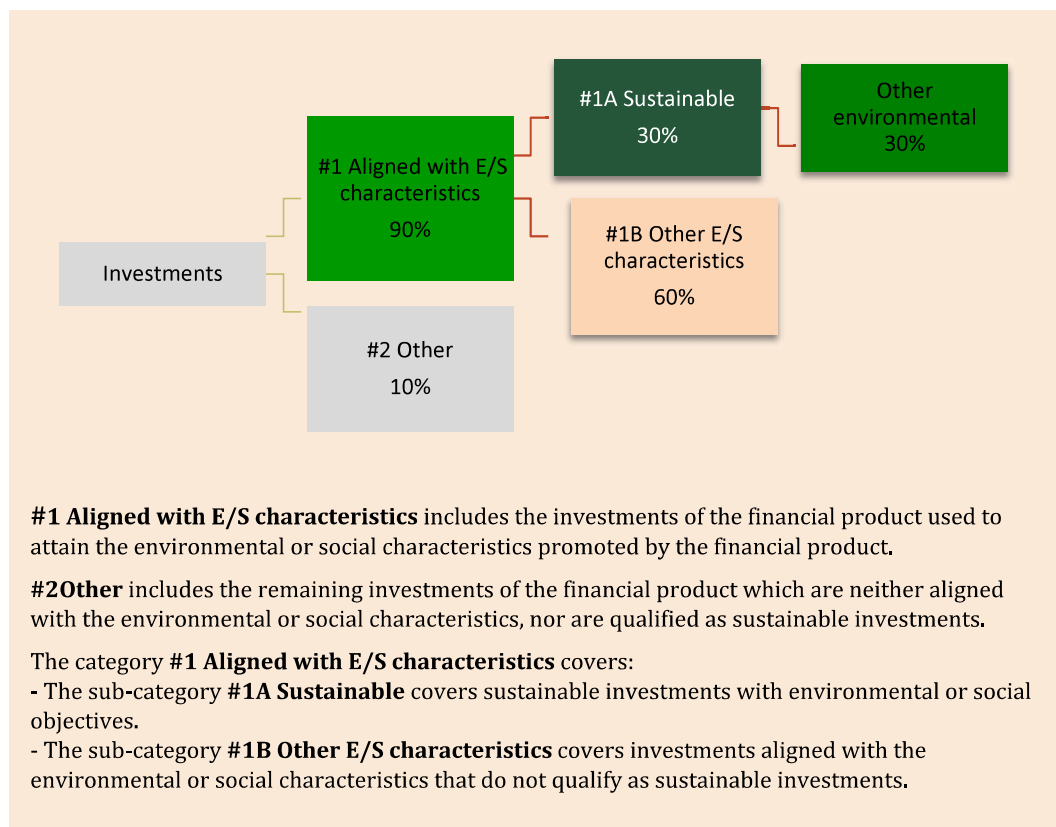 #1A Sustainable
30%
Other
environmental
30%
#1 Aligned with E/S
characteristics
90%
#1B Other E/S
characteristics
60%
Investments
#2 Other
10%
#1 Aligned with E/S characteristics includes the investments of the financial product used to
attain the environmental or social characteristics promoted by the financial product.
#2Other includes the remaining investments of the financial product which are neither aligned
with the environmental or social characteristics, nor are qualified as sustainable investments.
The category #1 Aligned with E/S characteristics covers:
- The sub-category #1A Sustainable covers sustainable investments with environmental or social
objectives.
- The sub-category #1B Other E/S characteristics covers investments aligned with the
environmental or social characteristics that do not qualify as sustainable investments.